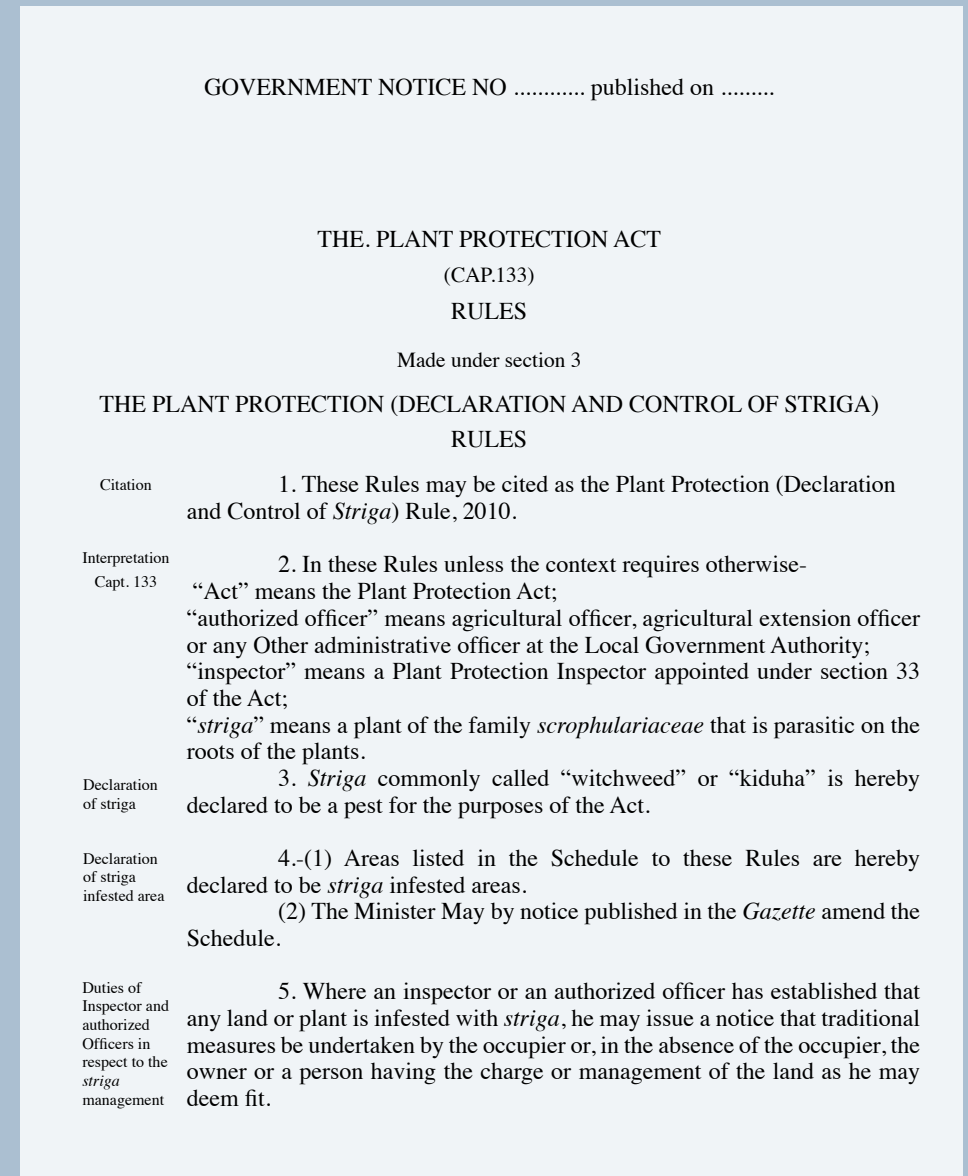 GOVERNMENT NOTICE NO ............ published on .........
THE. PLANT PROTECTION ACT
(CAP.133)
RULES
Made under section 3
THE PLANT PROTECTION (DECLARATION AND CONTROL OF STRIGA)
RULES
Citation
1. These Rules may be cited as the Plant Protection (Declaration
and Control of Striga) Rule, 2010.
Interpretation
Capt. 133
2. In these Rules unless the context requires otherwise-
“Act” means the Plant Protection Act;
“authorized officer” means agricultural officer, agricultural extension officer
or any Other administrative officer at the Local Government Authority;
“inspector” means a Plant Protection Inspector appointed under section 33
of the Act;
“striga” means a plant of the family scrophulariaceae that is parasitic on the
roots of the plants.
Declaration
of striga
3. Striga commonly called “witchweed” or “kiduha” is hereby
declared to be a pest for the purposes of the Act.
Declaration
of striga
infested area
4.-(1) Areas listed in the Schedule to these Rules are hereby
declared to be striga infested areas.
(2) The Minister May by notice published in the Gazette amend the
Schedule.
Duties of
Inspector and
authorized
Officers in
respect to the
striga
management
5. Where an inspector or an authorized officer has established that
any land or plant is infested with striga, he may issue a notice that traditional
measures be undertaken by the occupier or, in the absence of the occupier, the
owner or a person having the charge or management of the land as he may
deem fit.